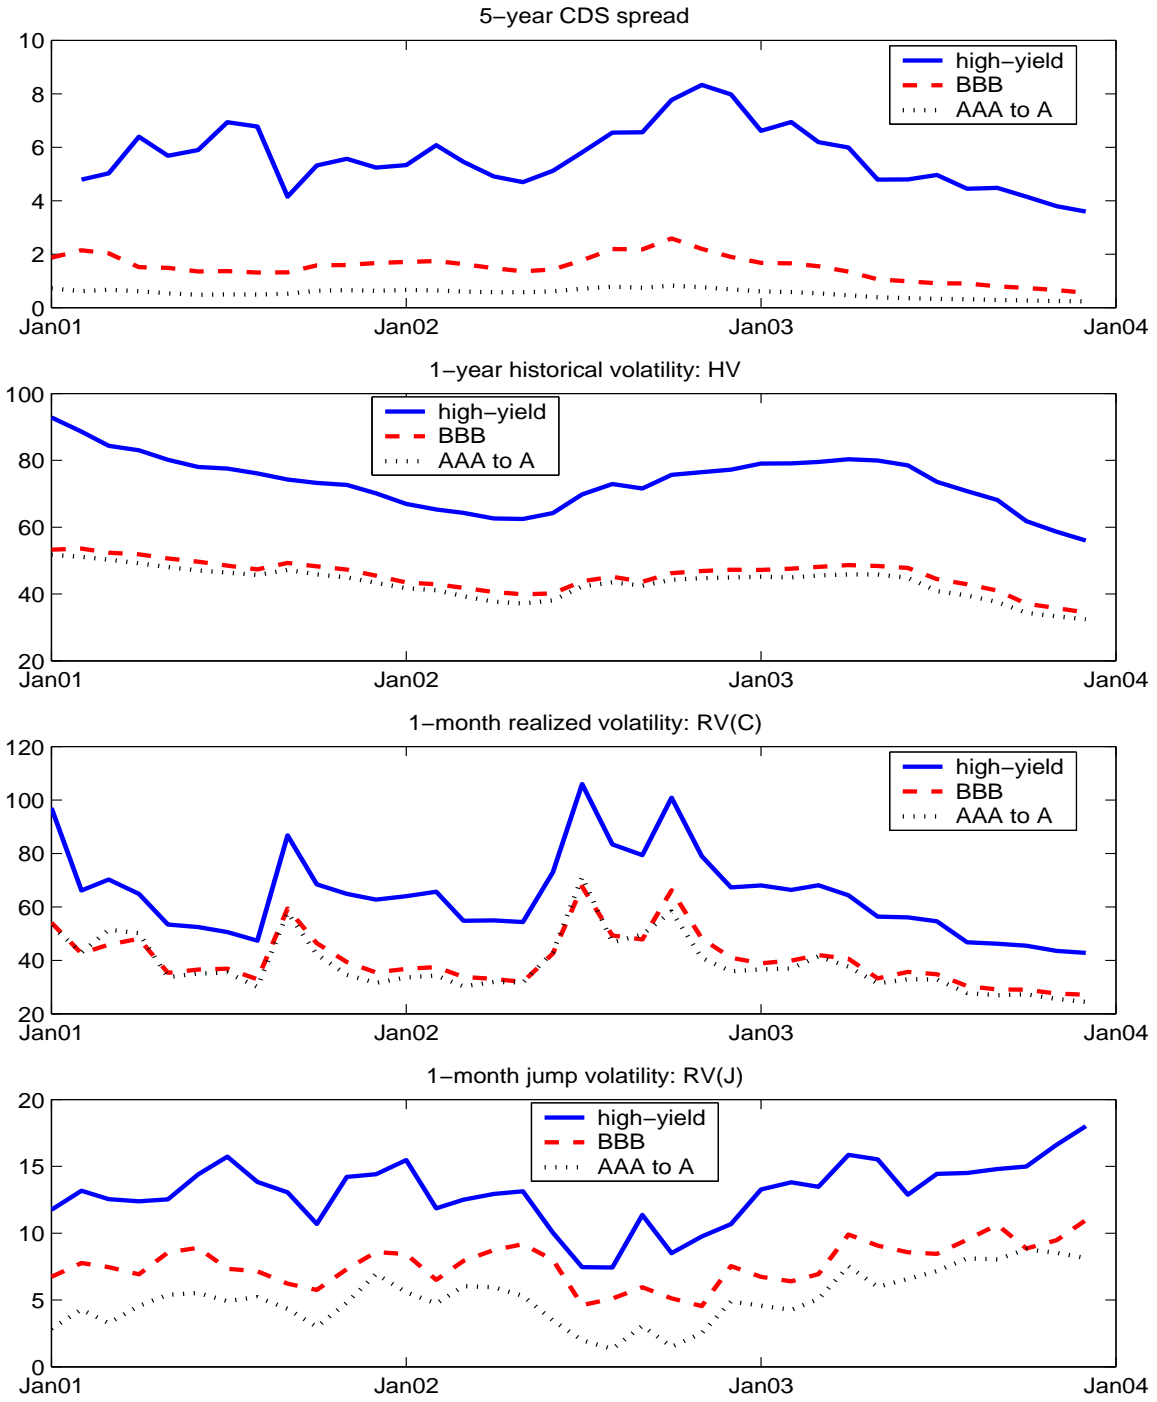 5−year CDS spread
10
8
6
4
2
0
high−yield
BBB
AAA to A
Jan01 Jan02 Jan03 Jan04
1−year historical volatility: HV
100
80
60
40
20
high−yield
BBB
AAA to A
Jan01 Jan02 Jan03 Jan04
1−month realized volatility: RV(C)
120
100
80
60
40
20
high−yield
BBB
AAA to A
Jan01 Jan02 Jan03 Jan04
1−month jump volatility: RV(J)
20
15
10
5
0
high−yield
BBB
AAA to A
Jan01 Jan02 Jan03 Jan04